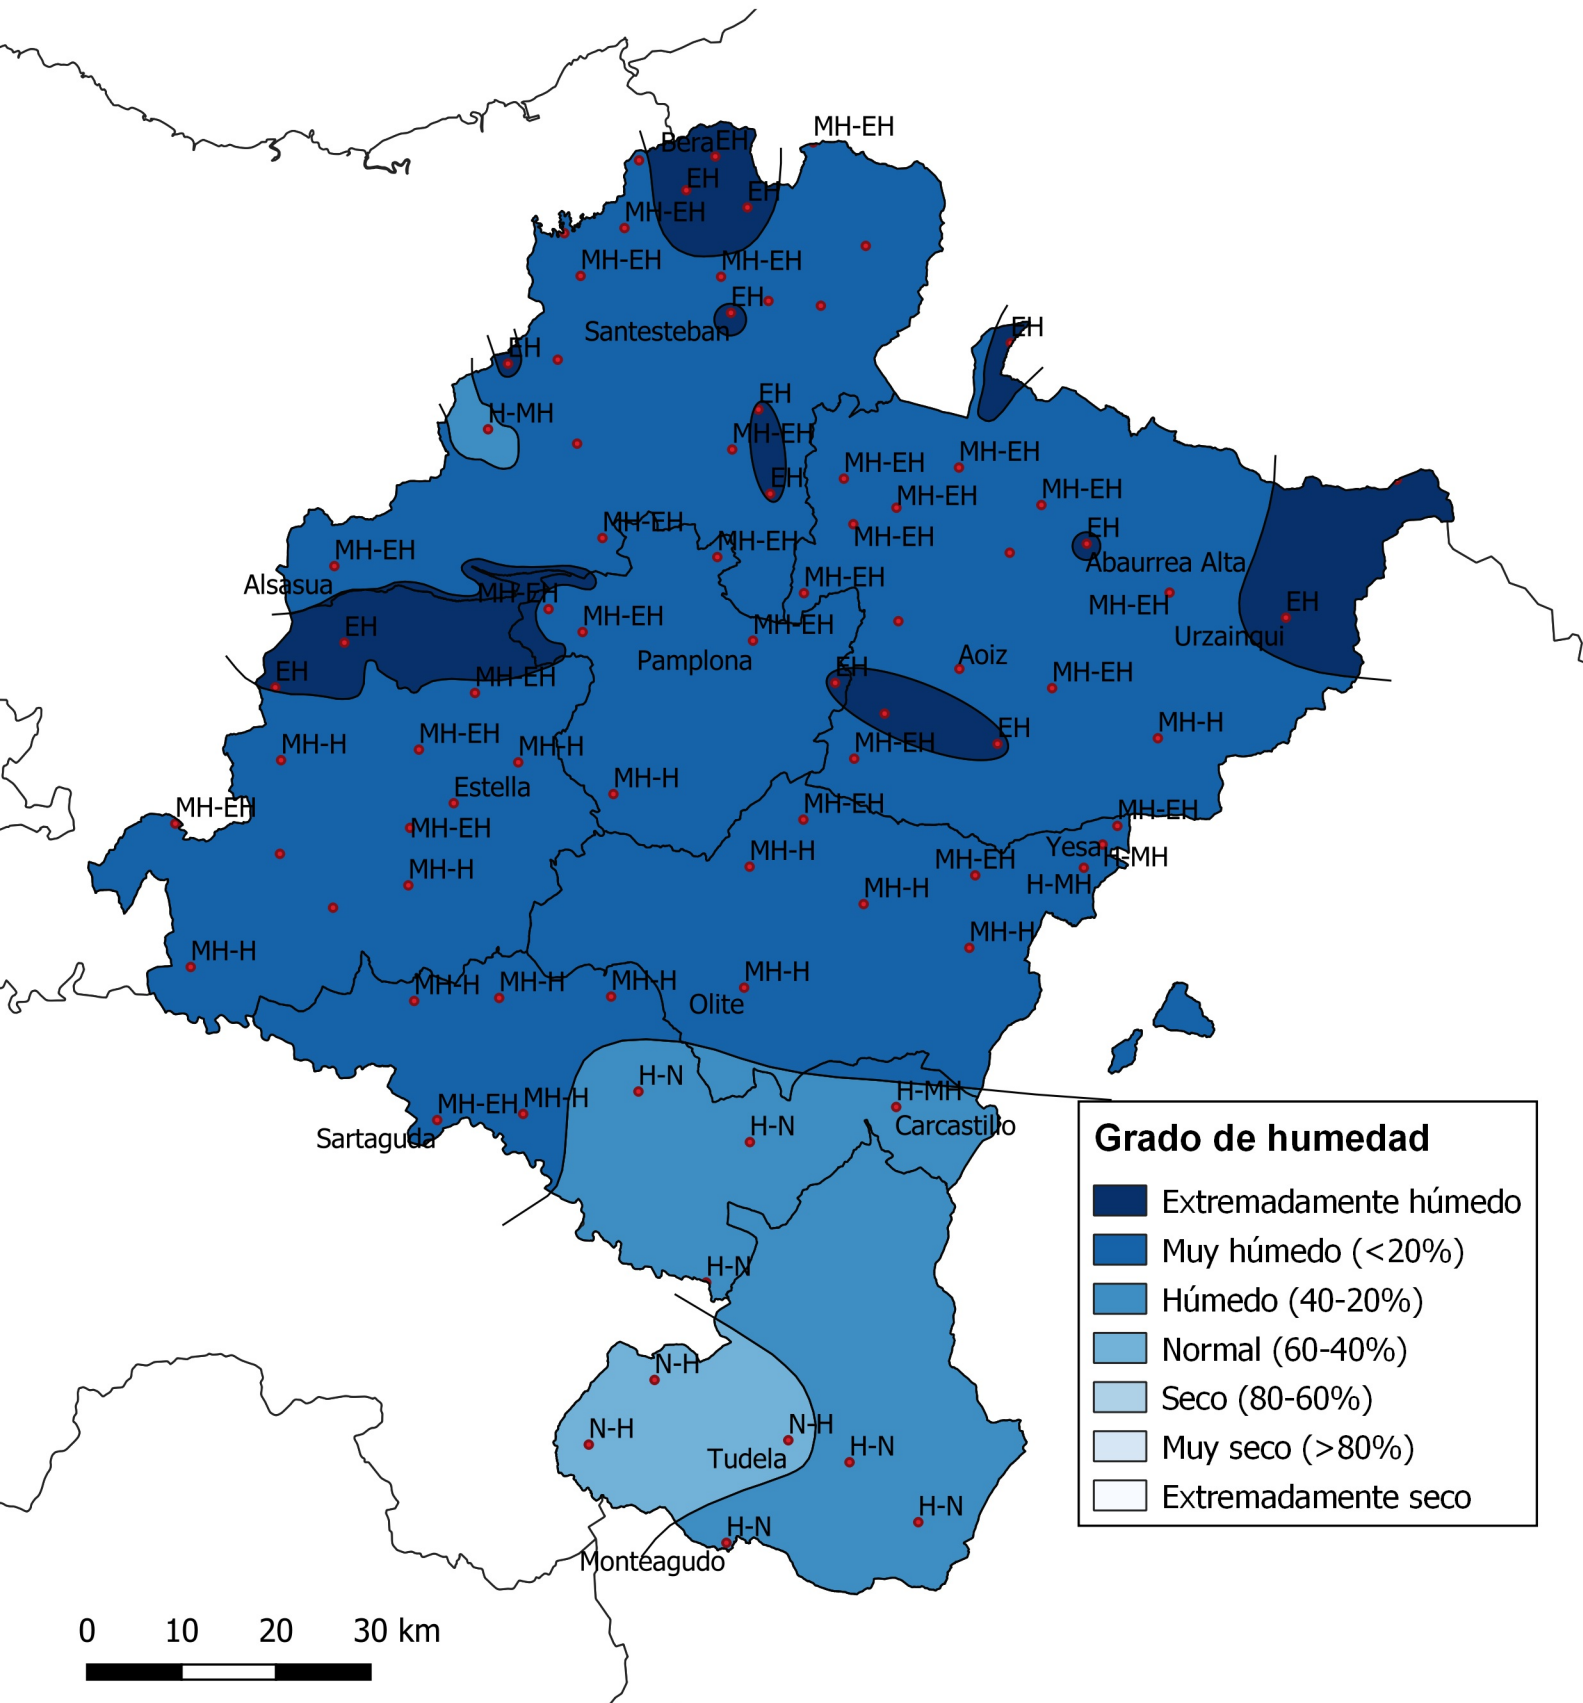 MH-EH
Bera EH
EH
EH
MH-EH
MH-EH
MH-EH
EH
Santesteban
EH
EH
EH
H-MH
MH-EH
MH-EH
MH-EH
EH
MH-EH
MH-EH
MH-EH
MH-EH
MH-EH
EH
MH-EH
MH-EH
Abaurrea Alta
Alsasua
MH-EH
MH-EH
MH-EH
EH
MH-EH
MH-EH
EH
Urzainqui
Pamplona
Aoiz
EH
EH
MH-EH
MH-EH
MH-H
EH
MH-EH
MH-H
MH-H
MH-EH
MH-H
Estella
MH-EH
MH-EH
MH-EH
MH-EH
Yesa
H-MH
MH-H
MH-EH
MH-H
H-MH
MH-H
MH-H
MH-H
MH-H
MH-H
MH-H
MH-H
Olite
H-N
H-MH
MH-EH
MH-H
H-N
Carcastillo
Sartaguda
H-N
N-H
N-H
N-H
H-N
Tudela
H-N
H-N
Monteagudo
Grado de humedad
Extremadamente húmedo
Muy húmedo (<20%)
Húmedo (40-20%)
Normal (60-40%)
Seco (80-60%)
Muy seco (>80%)
Extremadamente seco
0 10 20 30 km